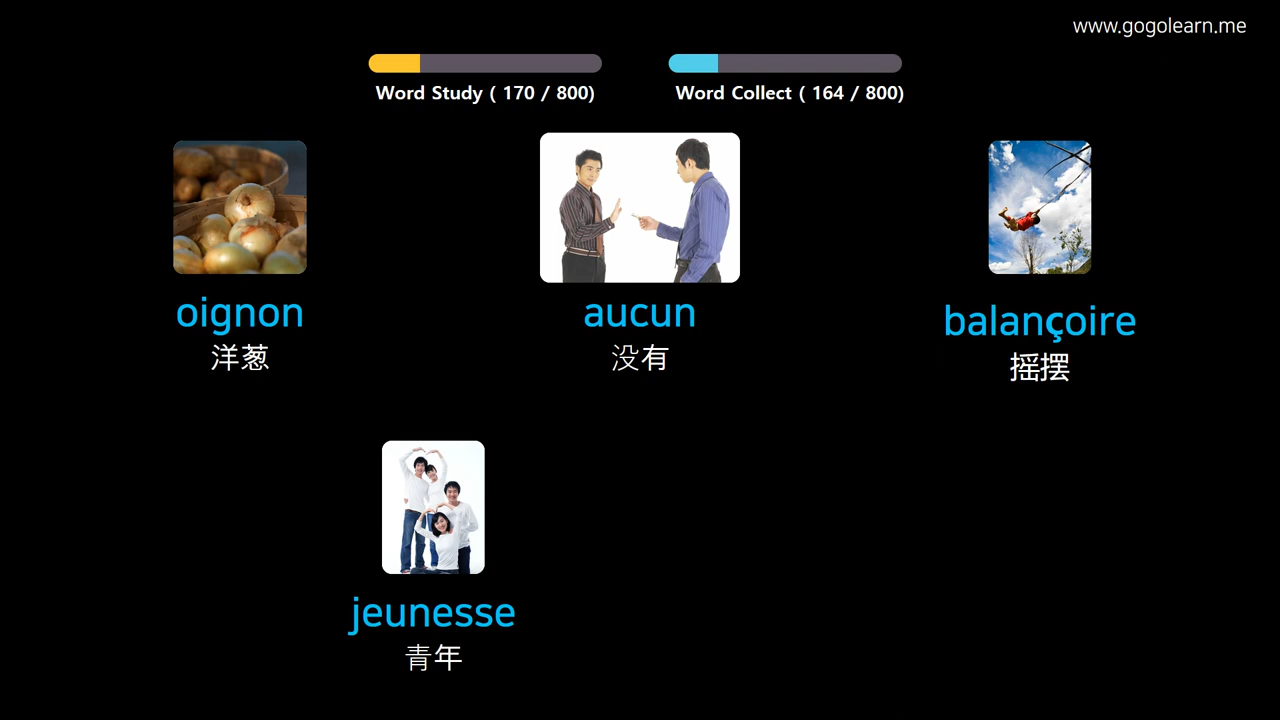 www.gogolearn.me
Word Study ( 170 / 800)
Word Collect ( 164 / 800)
oignon
洋葱
aucun
没有
balançoire
摇摆
jeunesse
青年